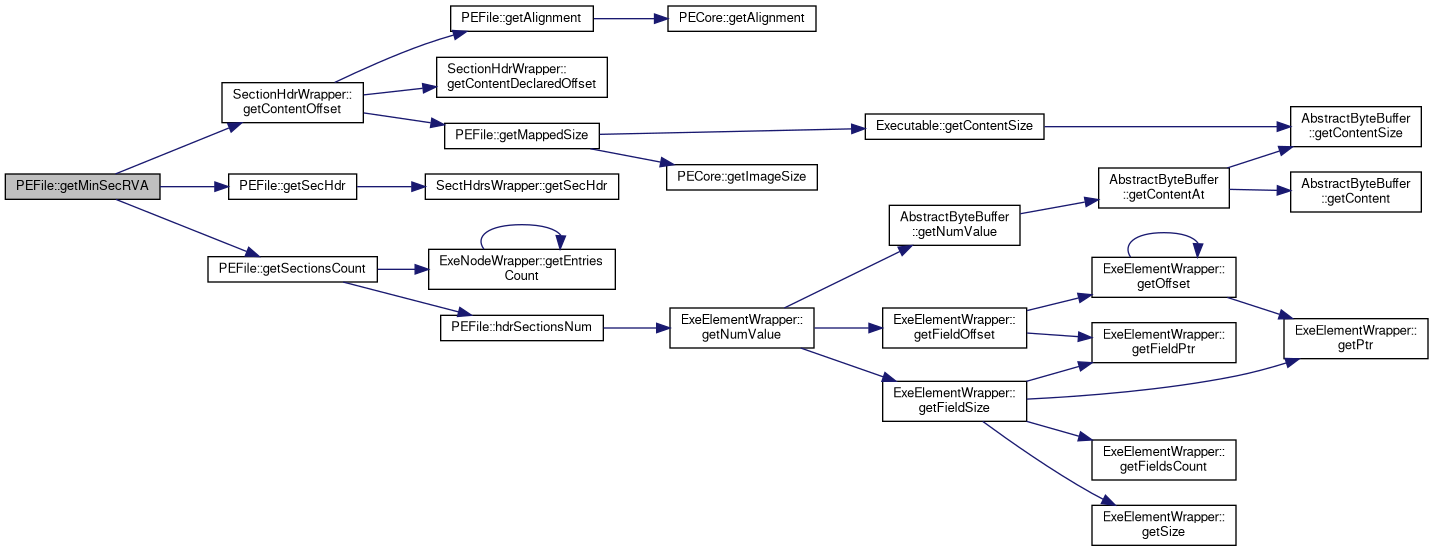 PEFile::getMinSecRVA
SectionHdrWrapper::
getContentOffset
PEFile::getAlignment
PECore::getAlignment
SectionHdrWrapper::
getContentDeclaredOffset
PEFile::getMappedSize
Executable::getContentSize
AbstractByteBuffer
::getContentSize
PECore::getImageSize
PEFile::getSecHdr
SectHdrsWrapper::getSecHdr
PEFile::getSectionsCount
ExeNodeWrapper::getEntries
Count
PEFile::hdrSectionsNum
ExeElementWrapper::
getNumValue
AbstractByteBuffer
::getNumValue
AbstractByteBuffer
::getContentAt
AbstractByteBuffer
::getContent
ExeElementWrapper::
getFieldOffset
ExeElementWrapper::
getOffset
ExeElementWrapper::
getFieldPtr
ExeElementWrapper::
getPtr
ExeElementWrapper::
getFieldSize
ExeElementWrapper::
getFieldsCount
ExeElementWrapper::
getSize